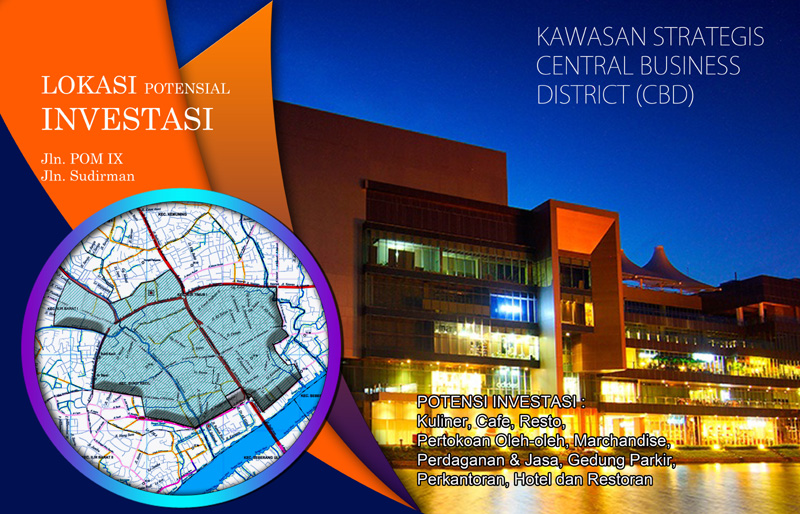 LOKASI POTENSIAL
INVESTASI
Jln. POM IX
Jln. Sudirman
KAWASAN STRATEGIS
CENTRAL BUSINESS
DISTRICT (CBD)
POTENSI INVESTASI :
Kuliner, Cafe, Resto,
Pertokoan Oleh-oleh, Marchandise,
Perdaganan & Jasa, Gedung Parkir,
Perkantoran, Hotel dan Restoran